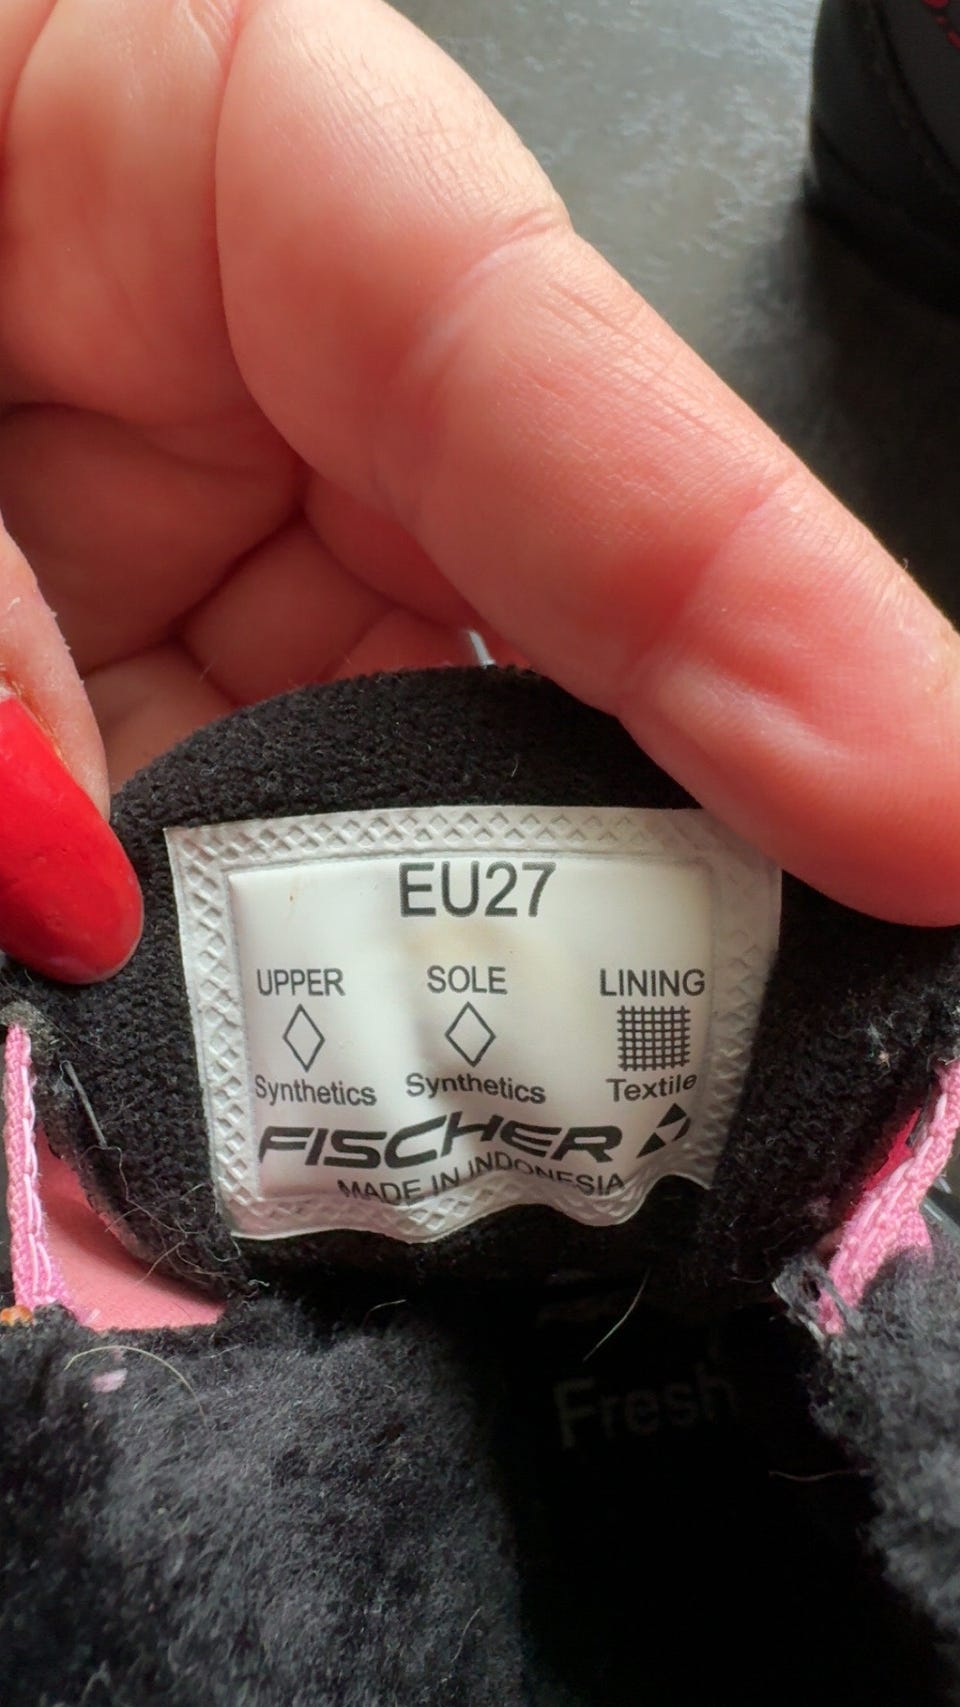 EU27
UPPER SOLE LINING
Synthetics Synthetics Textile
FISCHER
MADE IN INDONESIA
Fresh